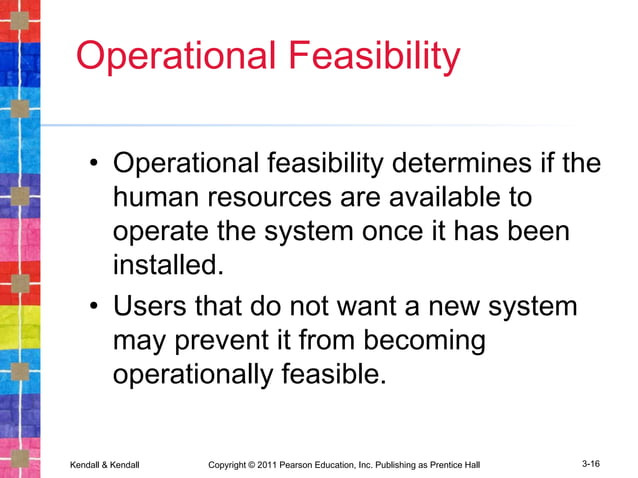 Operational Feasibility
• Operational feasibility determines if the
human resources are available to
operate the system once it has been
installed.
• Users that do not want a new system
may prevent it from becoming
operationally feasible.
Kendall & Kendall
Copyright © 2011 Pearson Education, Inc. Publishing as Prentice Hall
3-16